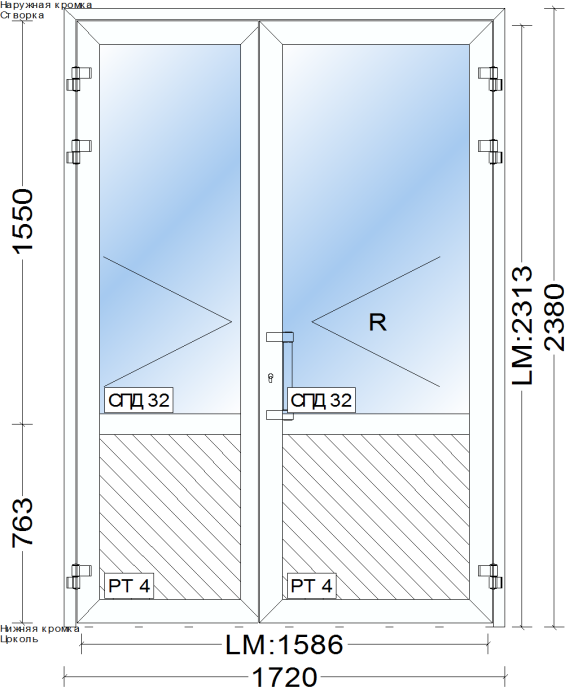 Наружная кромка
Створка
1550
763
R
СПД 32
СПД 32
РТ 4
РТ 4
LM:2313
2380
Нижняя кромка
Цоколь
LM:1586
1720